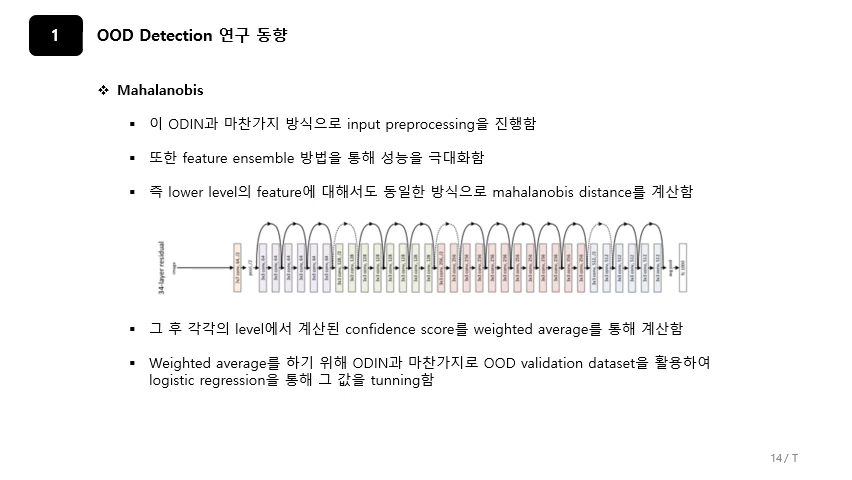 1
OOD Detection 연구 동향
❖ Mahalanobis
▪ 이 ODIN과 마찬가지 방식으로 input preprocessing을 진행함
▪ 또한 feature ensemble 방법을 통해 성능을 극대화함
▪ 즉 lower level의 feature에 대해서도 동일한 방식으로 mahalanobis distance를 계산함
34-layer residual
image
▪ 그 후 각각의 level에서 계산된 confidence score를 weighted average를 통해 계산함
▪ Weighted average를 하기 위해 ODIN과 마찬가지로 OOD validation dataset을 활용하여
logistic regression을 통해 그 값을 tunning함
14 / T